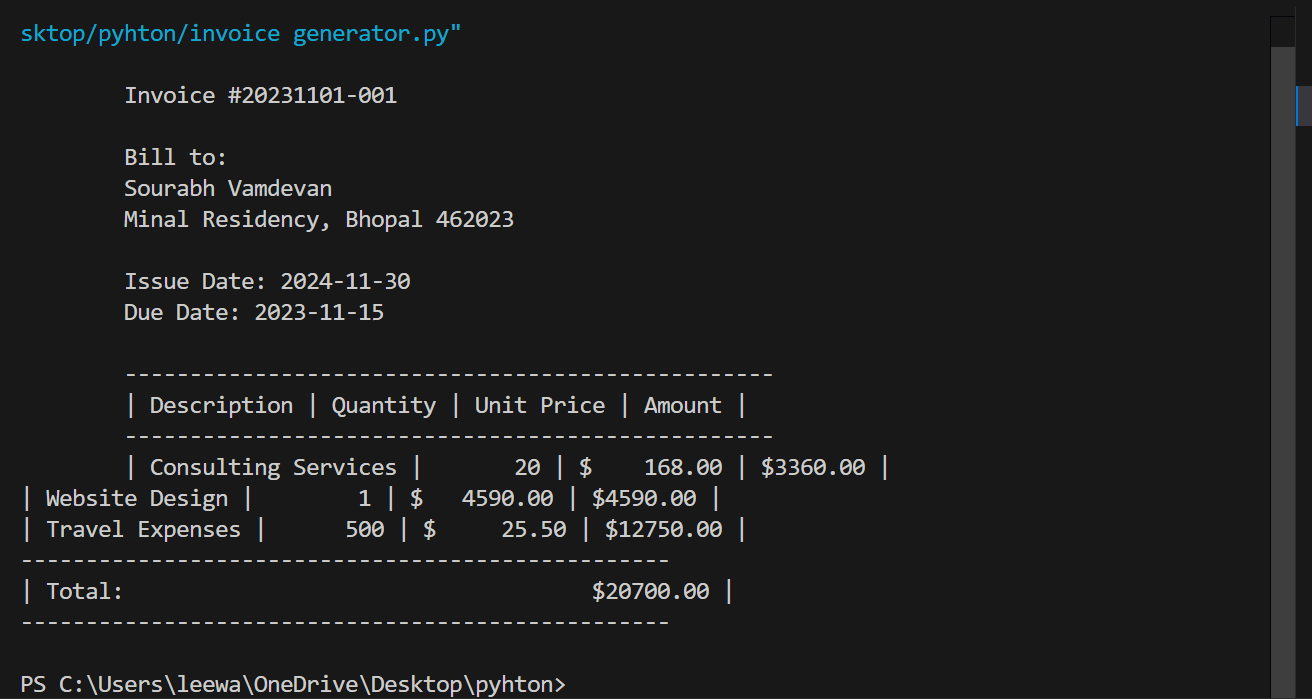 sktop/pyhton/invoice generator.py"
Invoice #20231101-001
Bill to:
Sourabh Vamdevan
Minal Residency, Bhopal 462023
Issue Date: 2024-11-30
Due Date: 2023-11-15
--------------------------------------------------
| Description | Quantity | Unit Price | Amount |
--------------------------------------------------
| Consulting Services |       20 | $    168.00 | $3360.00 |
| Website Design |        1 | $   4590.00 | $4590.00 |
| Travel Expenses |      500 | $     25.50 | $12750.00 |
--------------------------------------------------
| Total:                                    $20700.00 |
--------------------------------------------------
PS C:\Users\leewa\OneDrive\Desktop\pyhton>